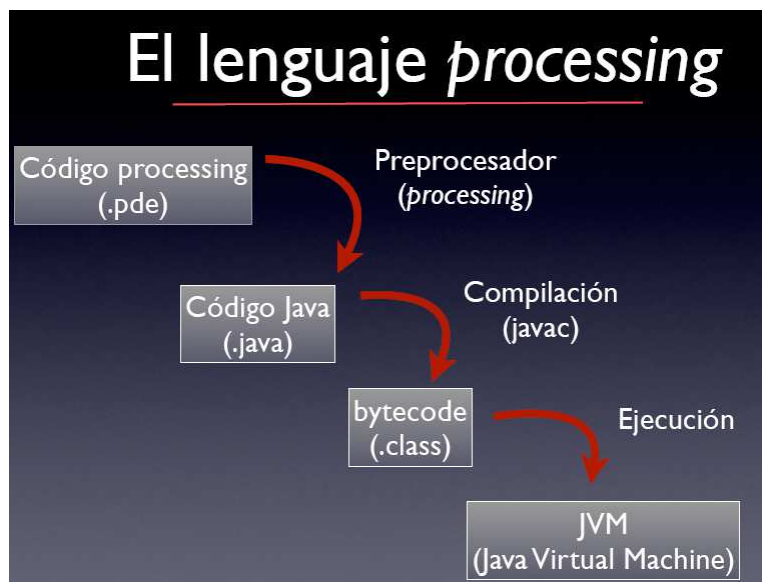 El lenguaje processing
Código processing
(.pde)
Preprocesador
(processing)
Código Java
(.java)
Compilación
(javac)
bytecode
(.class)
Ejecución
JVM
(Java Virtual Machine)